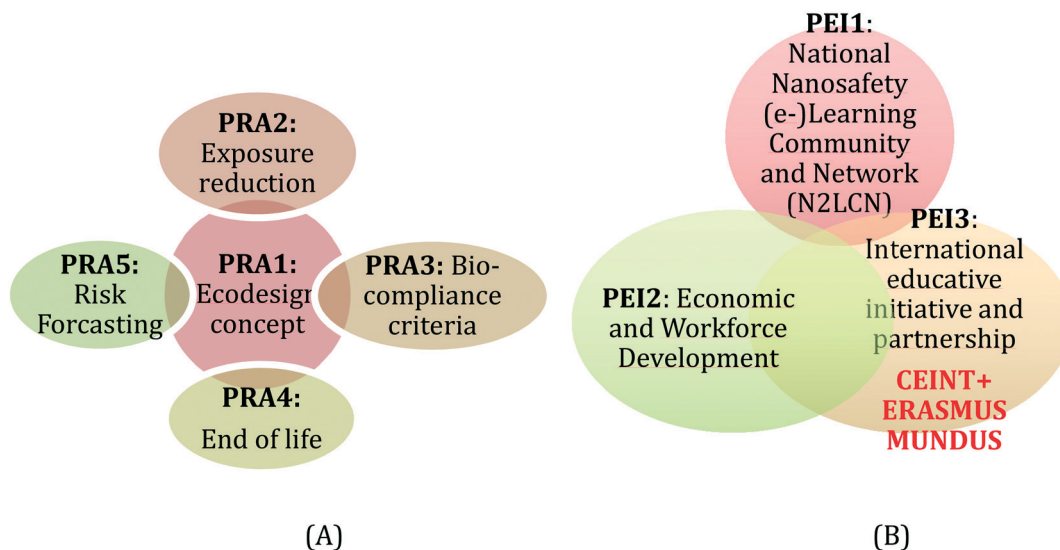 PRA2:
Exposure
reduction
PRA5:
Risk
Forcasting
PRA1:
Ecodesign
concept
PRA3: Bio-
compliance
criteria
PRA4:
End of life
(A)
PEI1:
National
Nanosafety
(e-)Learning
Community
and Network
(N2LCN)
PEI2: Economic
and Workforce
Development
PEI3:
International
educative
initiative and
partnership
CEINT+
ERASMUS
MUNDUS
(B)